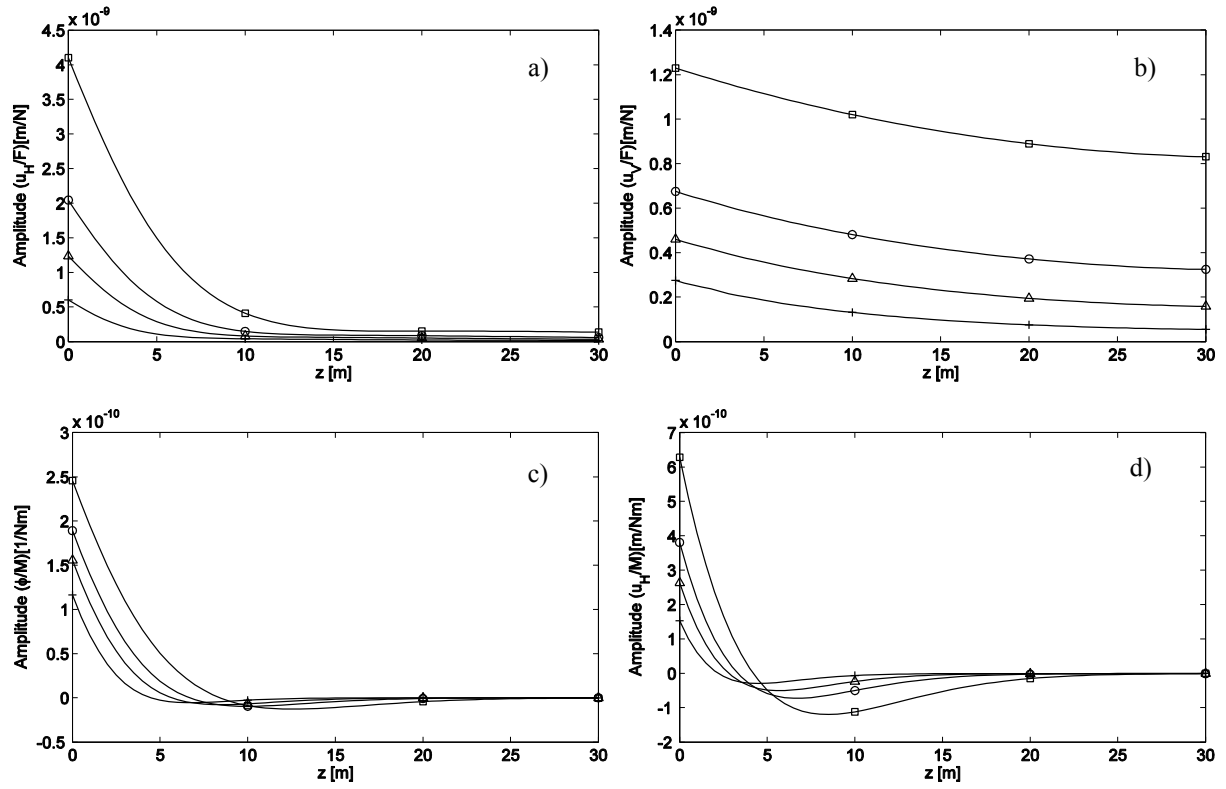 x 10⁻⁹
4.5
4
3.5
3
2.5
2
1.5
1
0.5
0
0 5 10 15 20 25 30
Amplitude (u_H/F)[m/N]
z [m]
a)
x 10⁻⁹
1.4
1.2
1
0.8
0.6
0.4
0.2
0
0 5 10 15 20 25 30
Amplitude (u_V/F)[m/N]
z [m]
b)
x 10⁻¹⁰
3
2.5
2
1.5
1
0.5
0
-0.5
0 5 10 15 20 25 30
Amplitude (ϕ/M)[1/Nm]
z [m]
c)
x 10⁻¹⁰
7
6
5
4
3
2
1
0
-1
-2
0 5 10 15 20 25 30
Amplitude (u_H/M)[m/Nm]
z [m]
d)